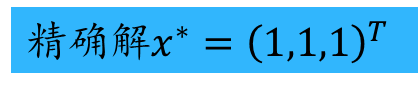 精确解x* = (1,1,1)ᵀ